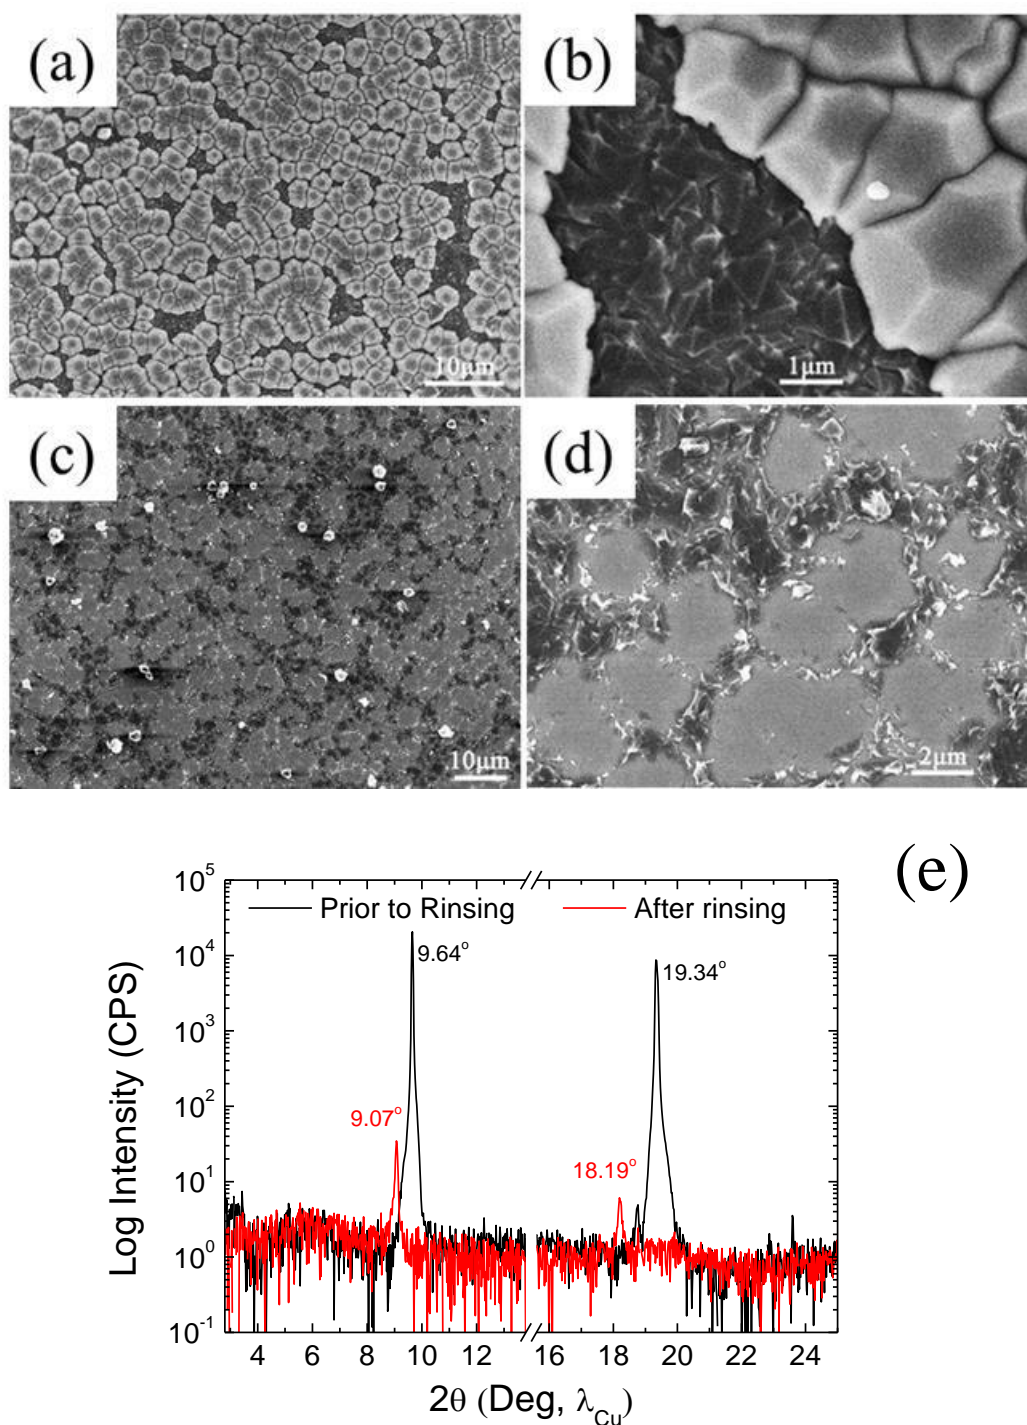 (a)
10μm
(b)
1μm
(c)
10μm
(d)
2μm
(e)
Prior to Rinsing
After rinsing
9.64°
19.34°
9.07°
18.19°
Log Intensity (CPS)
10^5
10^4
10^3
10^2
10^1
10^0
10^-1
4 6 8 10 12 16 18 20 22 24
2θ (Deg, λ_Cu)